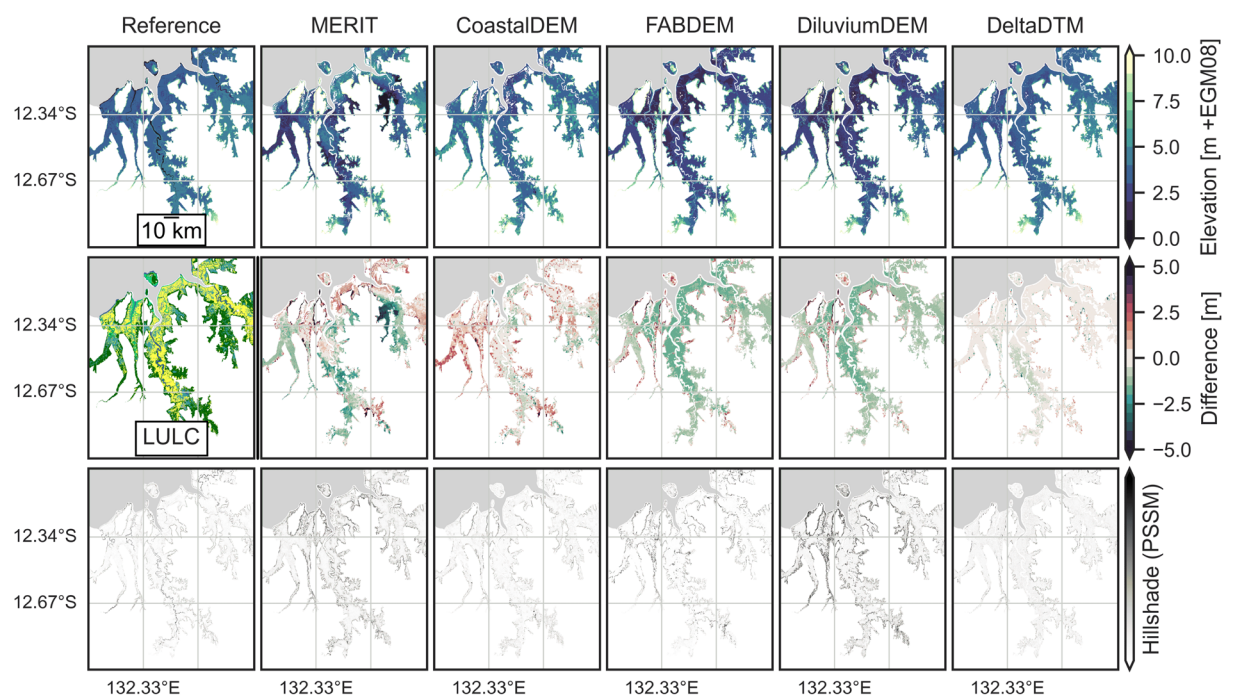 Reference MERIT CoastalDEM FABDEM DiluviumDEM DeltaDTM
12.34°S
12.67°S
10 km
10.0
7.5
5.0
2.5
0.0
Elevation [m +EGM08]
12.34°S
12.67°S
LULC
5.0
2.5
0.0
−2.5
−5.0
Difference [m]
12.34°S
12.67°S
Hillshade (PSSM)
132.33°E 132.33°E 132.33°E 132.33°E 132.33°E 132.33°E